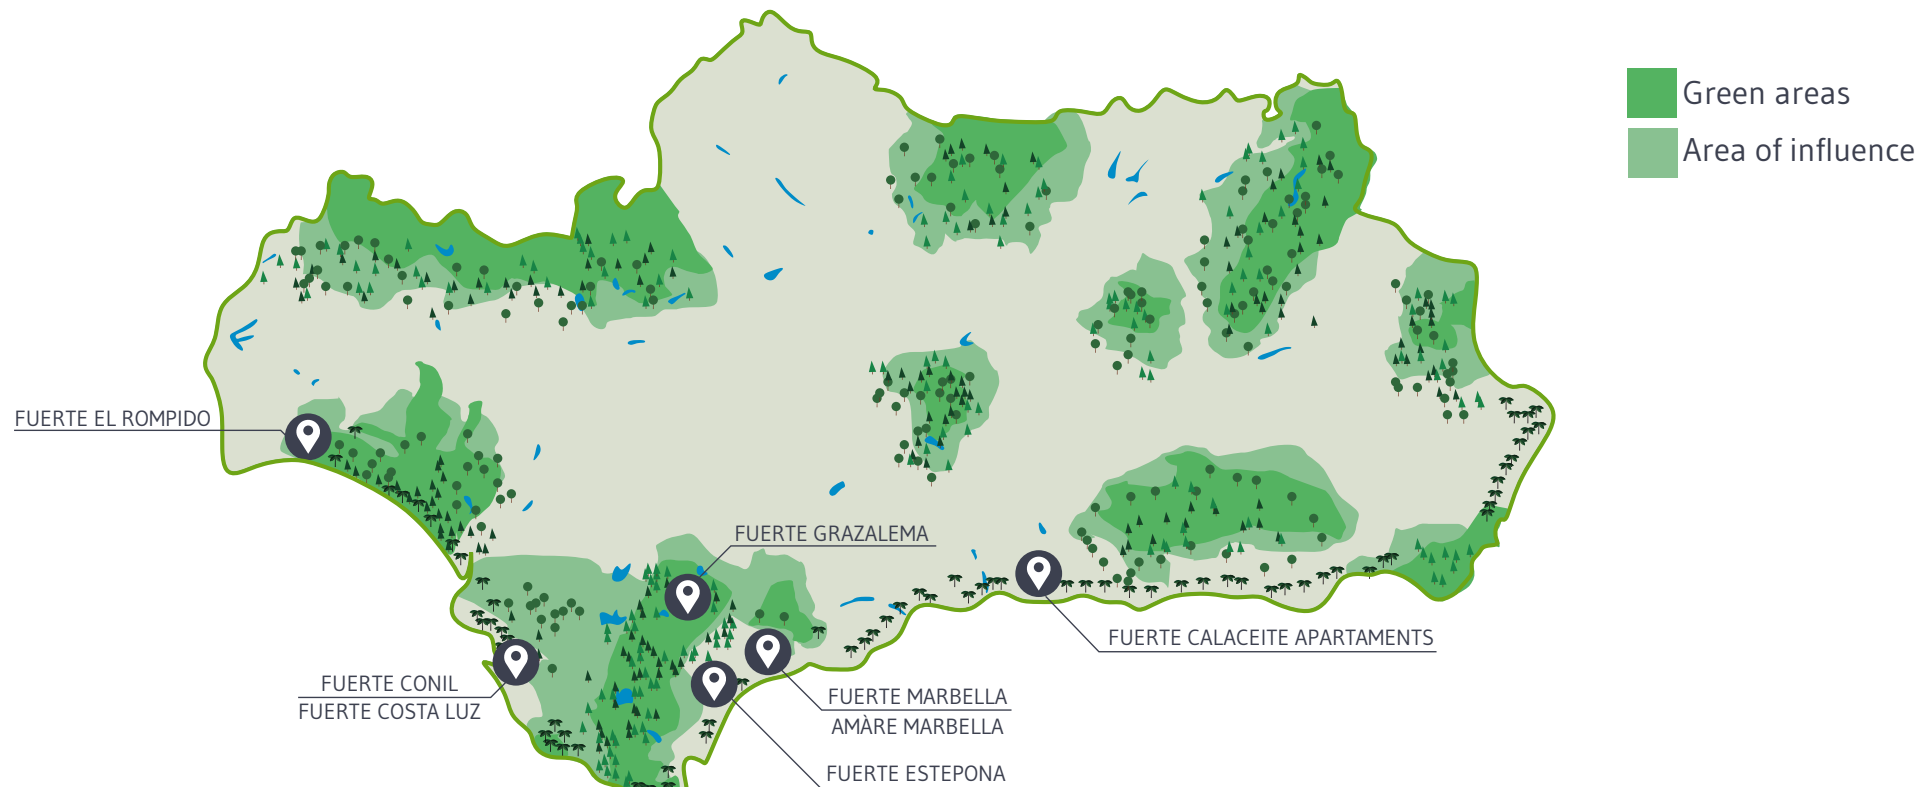 Green areas
Area of influence
FUERTE EL ROMPIDO
FUERTE GRAZALEMA
FUERTE CALACEITE APARTAMENTS
FUERTE CONIL
FUERTE COSTA LUZ
FUERTE MARBELLA
AMÀRE MARBELLA
FUERTE ESTEPONA